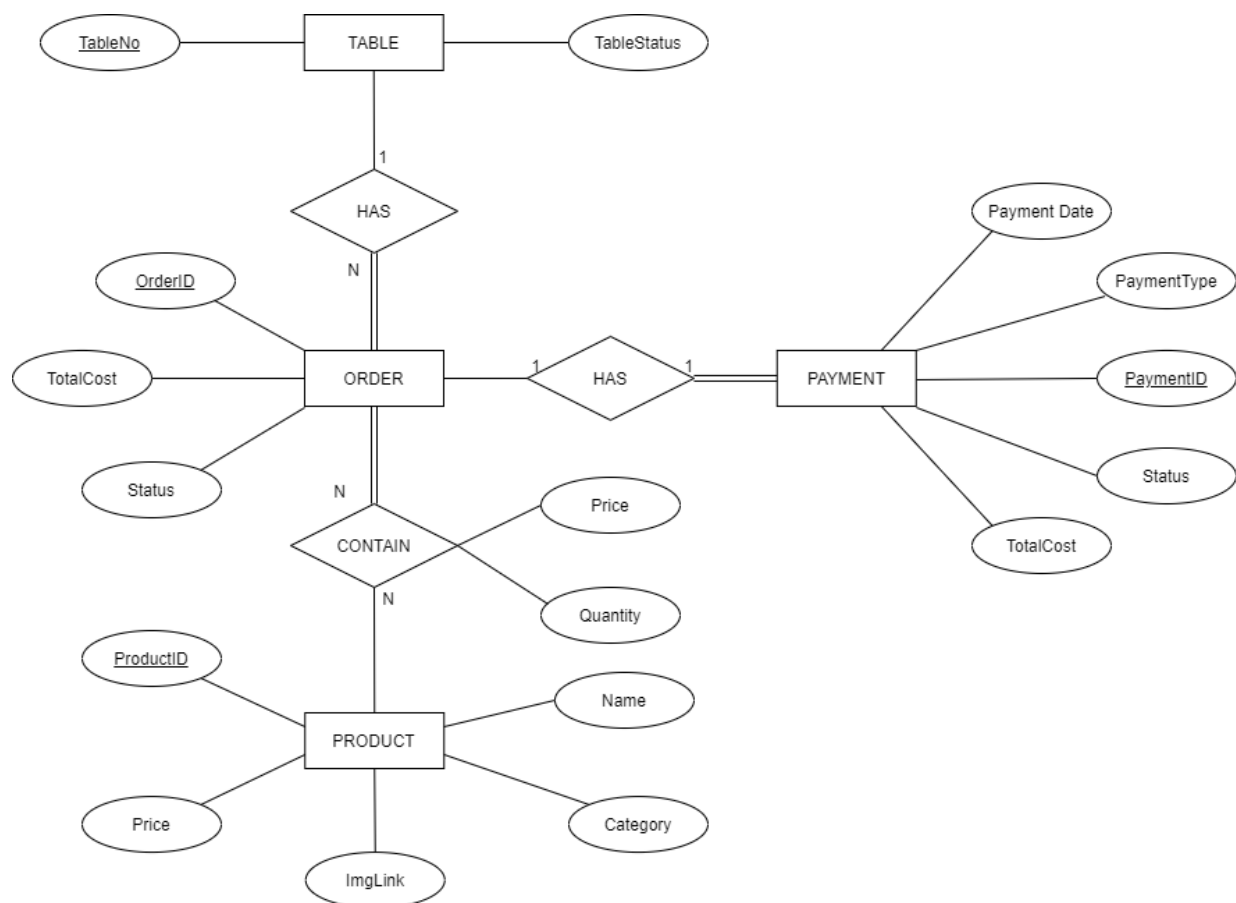 TableNo
TABLE
TableStatus
1
HAS
N
Payment Date
OrderID
PaymentType
TotalCost
ORDER
1
HAS
1
PAYMENT
PaymentID
Status
N
Status
CONTAIN
Price
TotalCost
N
Quantity
ProductID
Name
PRODUCT
Price
Category
ImgLink